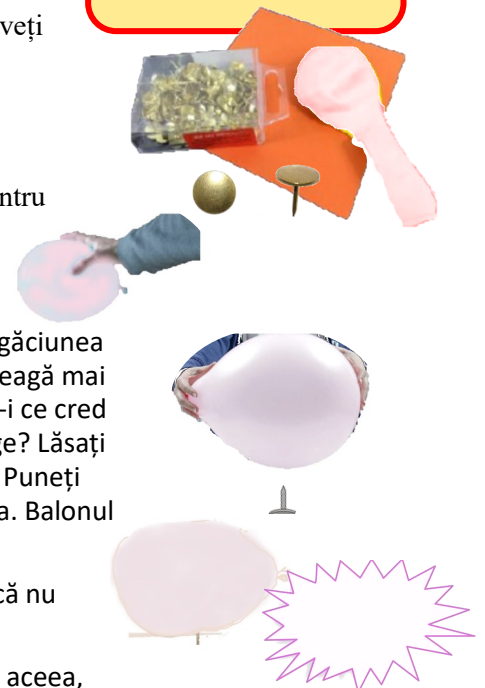 veți
ntru
găciunea
eagă mai
-i ce cred
ge? Lăsați
Puneți
a. Balonul
că nu
aceea,